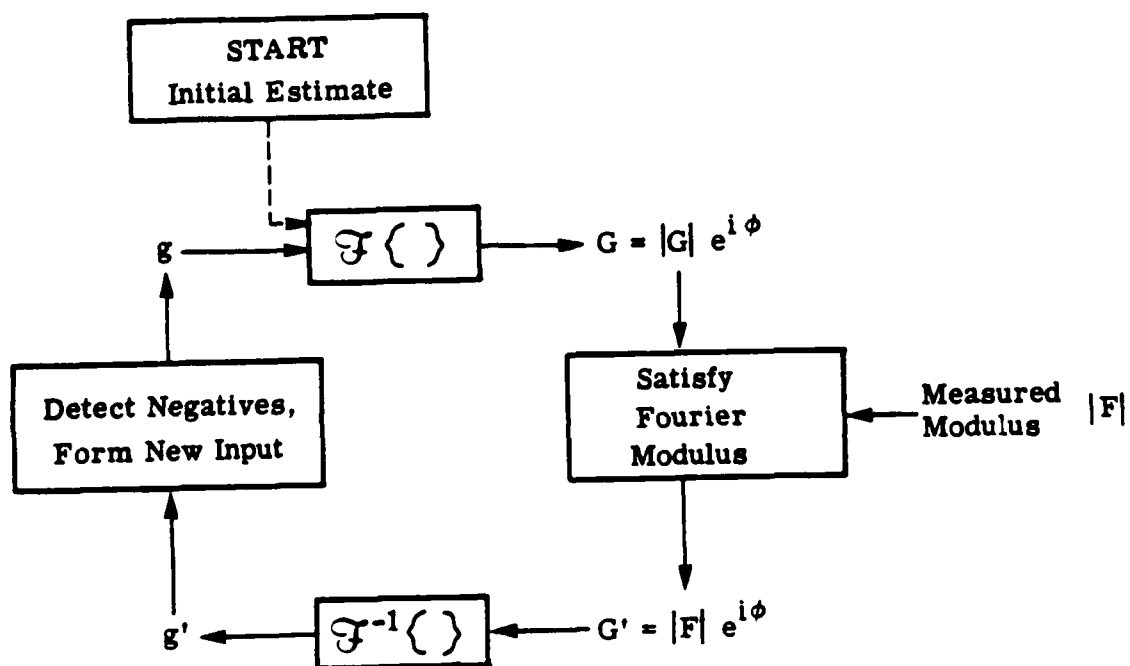 START
Initial Estimate
g
ℱ { }
G = |G| e^{iϕ}
Satisfy
Fourier
Modulus
Measured
Modulus |F|
Detect Negatives,
Form New Input
g'
ℱ^{-1} { }
G' = |F| e^{iϕ}